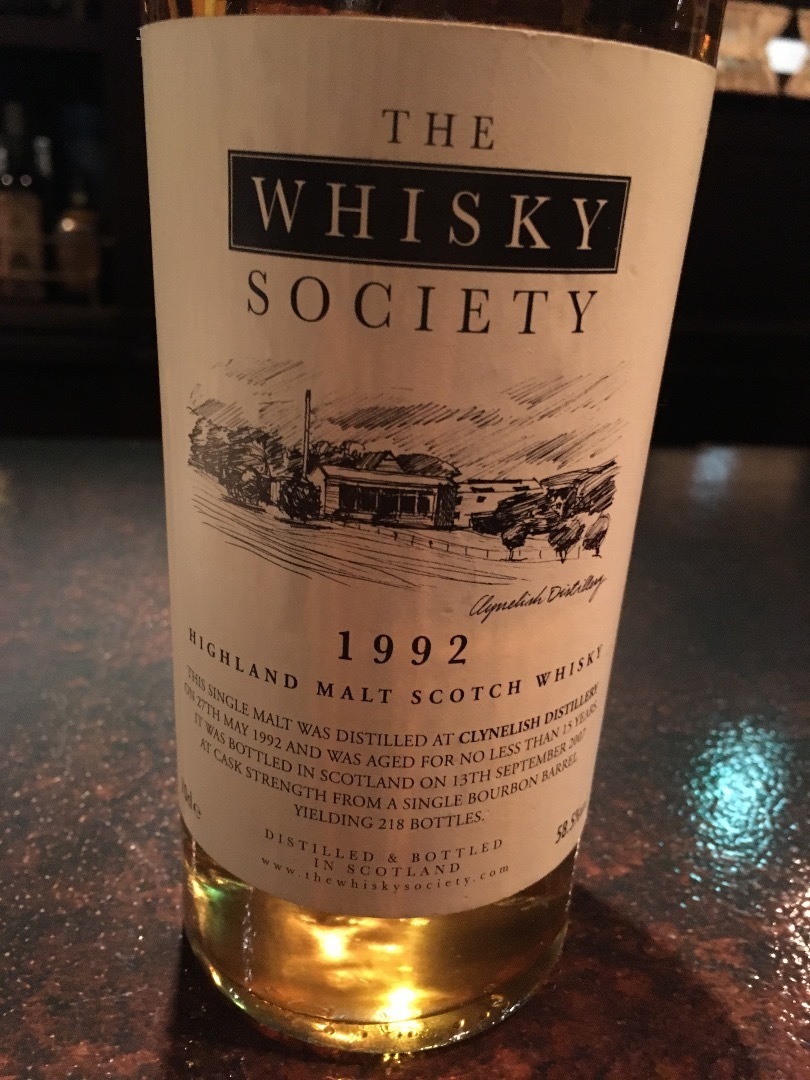 THE
WHISKY
SOCIETY
Clynelish Distillery
1992
HIGHLAND MALT SCOTCH WHISKY
THIS SINGLE MALT WAS DISTILLED AT CLYNELISH DISTILLERY
ON 27TH MAY 1992 AND WAS AGED FOR NO LESS THAN 15 YEARS.
IT WAS BOTTLED IN SCOTLAND ON 13TH SEPTEMBER 2007
AT CASK STRENGTH FROM A SINGLE BOURBON BARREL
YIELDING 218 BOTTLES.
58.5%
DISTILLED & BOTTLED
IN SCOTLAND
www.thewhiskysociety.com